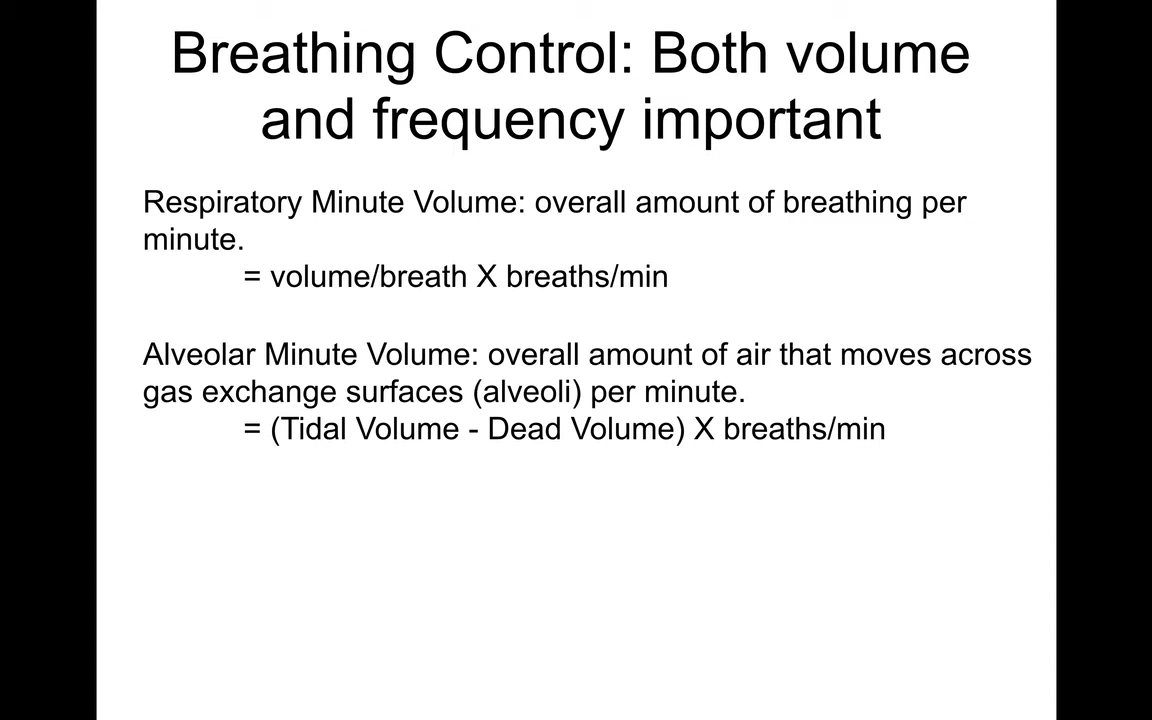 Breathing Control: Both volume
and frequency important
Respiratory Minute Volume: overall amount of breathing per
minute.
= volume/breath X breaths/min
Alveolar Minute Volume: overall amount of air that moves across
gas exchange surfaces (alveoli) per minute.
= (Tidal Volume - Dead Volume) X breaths/min